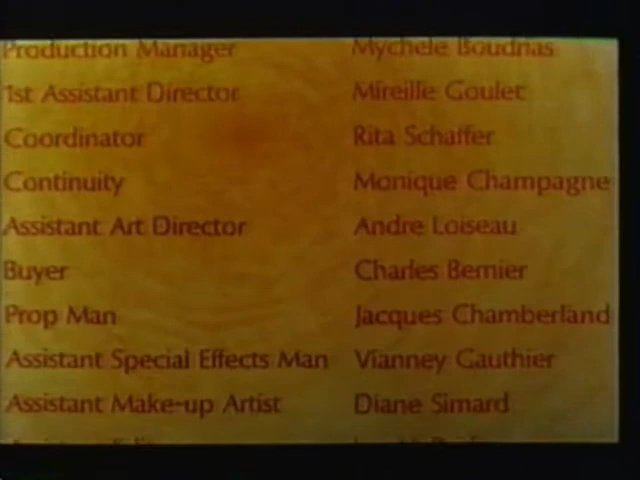 Production Manager Mychele Boudrias
1st Assistant Director Mireille Goulet
Coordinator Rita Schaffer
Continuity Monique Champagne
Assistant Art Director Andre Loiseau
Buyer Charles Bernier
Prop Man Jacques Chamberland
Assistant Special Effects Man Vianney Gauthier
Assistant Make-up Artist Diane Simard